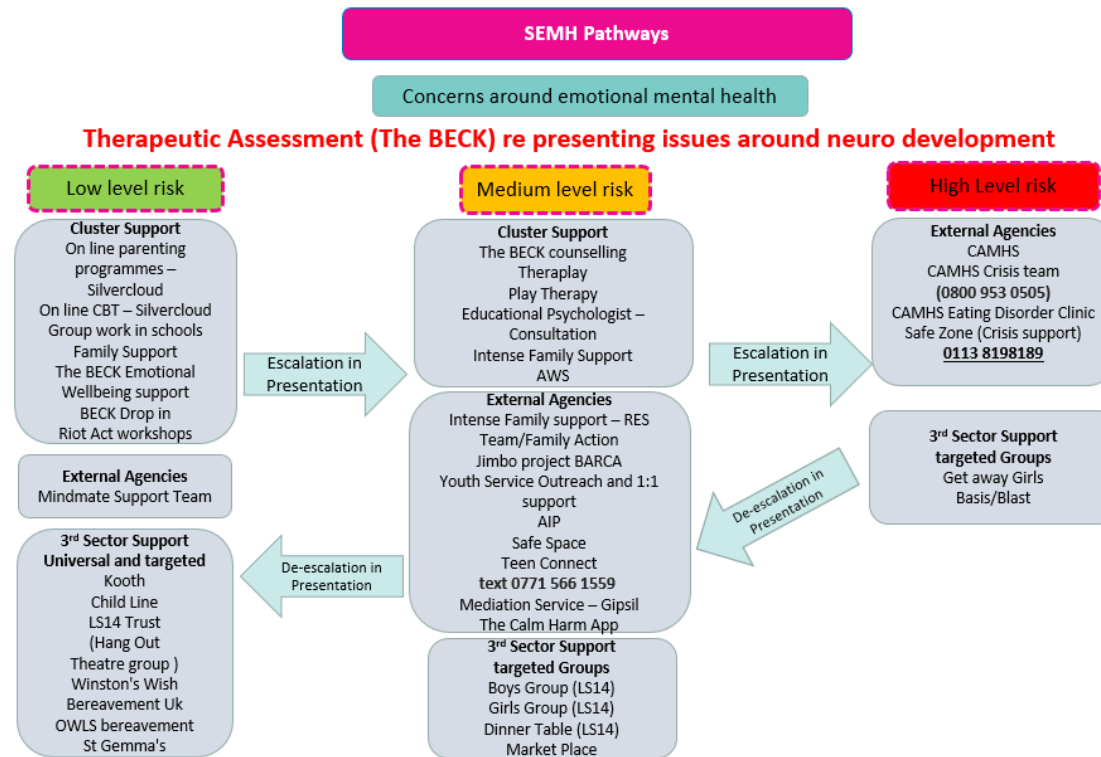 SEMH Pathways
Concerns around emotional mental health
Therapeutic Assessment (The BECK) re presenting issues around neuro development
Low level risk
Cluster Support
On line parenting
programmes –
Silvercloud
On line CBT – Silvercloud
Group work in schools
Family Support
The BECK Emotional
Wellbeing support
BECK Drop in
Riot Act workshops
External Agencies
Mindmate Support Team
3rd Sector Support
Universal and targeted
Kooth
Child Line
LS14 Trust
(Hang Out
Theatre group )
Winston's Wish
Bereavement Uk
OWLS bereavement
St Gemma's
Escalation in
Presentation
De-escalation in
Presentation
Medium level risk
Cluster Support
The BECK counselling
Theraplay
Play Therapy
Educational Psychologist –
Consultation
Intense Family Support
AWS
External Agencies
Intense Family support – RES
Team/Family Action
Jimbo project BARCA
Youth Service Outreach and 1:1
support
AIP
Safe Space
Teen Connect
text 0771 566 1559
Mediation Service – Gipsil
The Calm Harm App
3rd Sector Support
targeted Groups
Boys Group (LS14)
Girls Group (LS14)
Dinner Table (LS14)
Market Place
Escalation in
Presentation
De-escalation in
Presentation
High Level risk
External Agencies
CAMHS
CAMHS Crisis team
(0800 953 0505)
CAMHS Eating Disorder Clinic
Safe Zone (Crisis support)
0113 8198189
3rd Sector Support
targeted Groups
Get away Girls
Basis/Blast